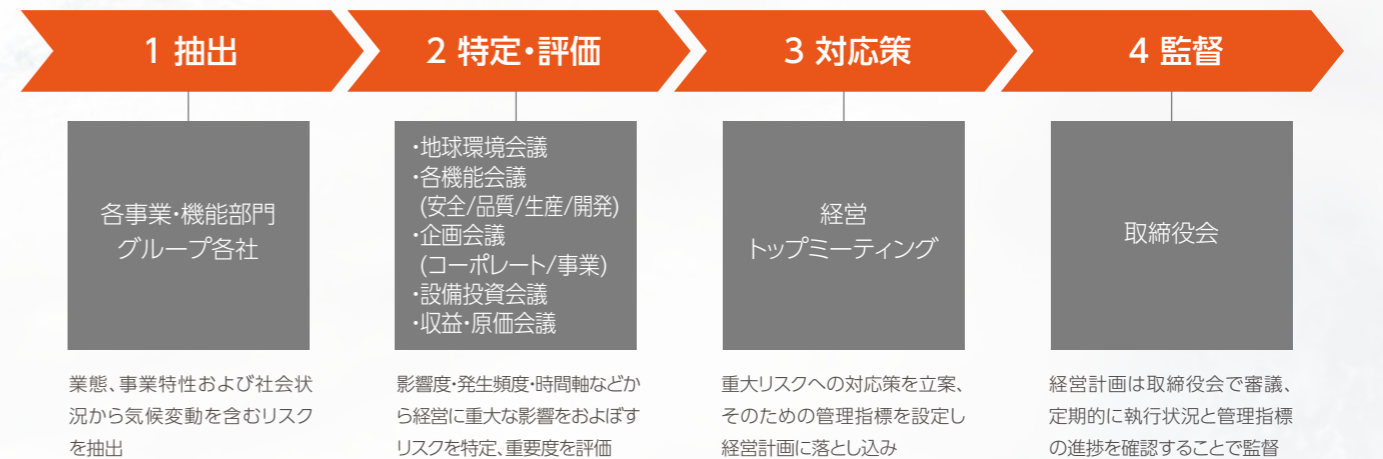 1 抽出
2 特定・評価
3 対応策
4 監督
各事業・機能部門
グループ各社
・地球環境会議
・各機能会議
(安全/品質/生産/開発)
・企画会議
(コーポレート/事業)
・設備投資会議
・収益・原価会議
経営
トップミーティング
取締役会
業態、事業特性および社会状
況から気候変動を含むリスク
を抽出
影響度・発生頻度・時間軸などか
ら経営に重大な影響をおよぼす
リスクを特定、重要度を評価
重大リスクへの対応策を立案、
そのための管理指標を設定し
経営計画に落とし込み
経営計画は取締役会で審議、
定期的に執行状況と管理指標
の進捗を確認することで監督